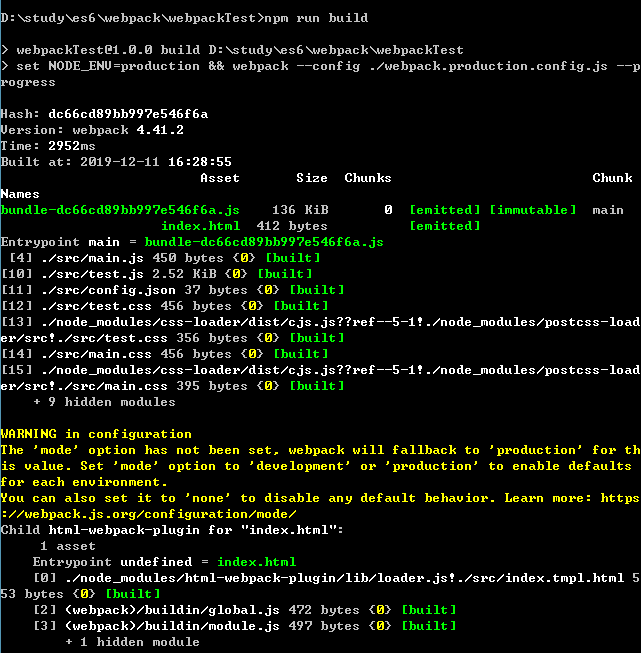 D:\study\es6\webpack\webpackTest>npm run build
> webpackTest@1.0.0 build D:\study\es6\webpack\webpackTest
> set NODE_ENV=production && webpack --config ./webpack.production.config.js --p
rogress
Hash: dc66cd89bb997e546f6a
Version: webpack 4.41.2
Time: 2952ms
Built at: 2019-12-11 16:28:55
Asset Size Chunks Chunk
Names
bundle-dc66cd89bb997e546f6a.js 136 KiB 0 [emitted] [immutable] main
index.html 412 bytes [emitted]
Entrypoint main = bundle-dc66cd89bb997e546f6a.js
[4] ./src/main.js 450 bytes {0} [built]
[10] ./src/test.js 2.52 KiB {0} [built]
[11] ./src/config.json 37 bytes {0} [built]
[12] ./src/test.css 456 bytes {0} [built]
[13] ./node_modules/css-loader/dist/cjs.js??ref--5-1!./node_modules/postcss-load
er/src!./src/test.css 356 bytes {0} [built]
[14] ./src/main.css 456 bytes {0} [built]
[15] ./node_modules/css-loader/dist/cjs.js??ref--5-1!./node_modules/postcss-load
er/src!./src/main.css 395 bytes {0} [built]
+ 9 hidden modules
WARNING in configuration
The 'mode' option has not been set, webpack will fallback to 'production' for th
is value. Set 'mode' option to 'development' or 'production' to enable defaults
for each environment.
You can also set it to 'none' to disable any default behavior. Learn more: https
://webpack.js.org/configuration/mode/
Child html-webpack-plugin for "index.html":
1 asset
Entrypoint undefined = index.html
[0] ./node_modules/html-webpack-plugin/lib/loader.js!./src/index.tmpl.html 5
53 bytes {0} [built]
[2] (webpack)/buildin/global.js 472 bytes {0} [built]
[3] (webpack)/buildin/module.js 497 bytes {0} [built]
+ 1 hidden module